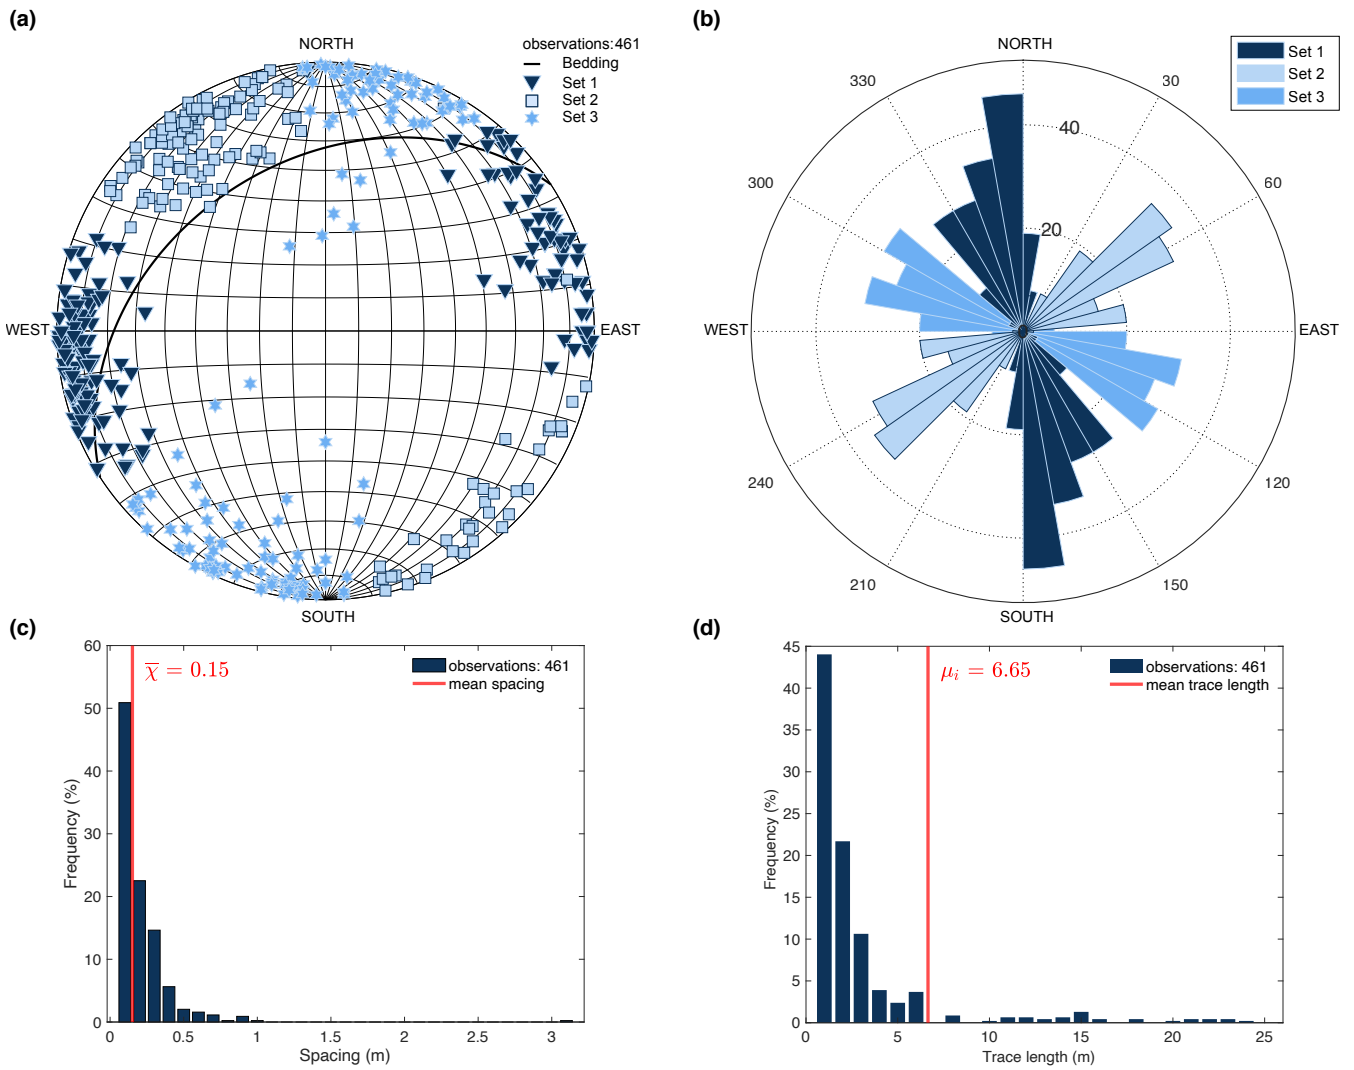 (a)
NORTH
observations:461
Bedding
Set 1
Set 2
Set 3
WEST
EAST
SOUTH
(b)
NORTH
Set 1
Set 2
Set 3
330
30
40
300
60
20
WEST
EAST
240
120
210
150
SOUTH
(c)
60
50
40
30
20
10
0
Frequency (%)
χ̅ = 0.15
observations: 461
mean spacing
0
0.5
1
1.5
2
2.5
3
Spacing (m)
(d)
45
40
35
30
25
20
15
10
5
0
Frequency (%)
μi = 6.65
observations: 461
mean trace length
0
5
10
15
20
25
Trace length (m)